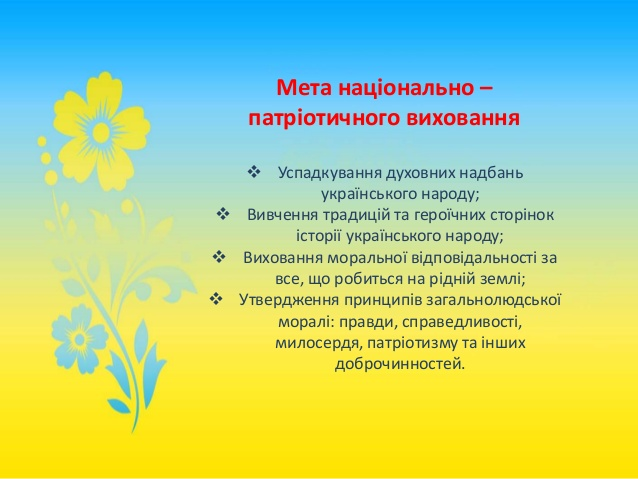 Мета національно –
патріотичного виховання
❖ Успадкування духовних надбань
українського народу;
❖ Вивчення традицій та героїчних сторінок
історії українського народу;
❖ Виховання моральної відповідальності за
все, що робиться на рідній землі;
❖ Утвердження принципів загальнолюдської
моралі: правди, справедливості,
милосердя, патріотизму та інших
доброчинностей.